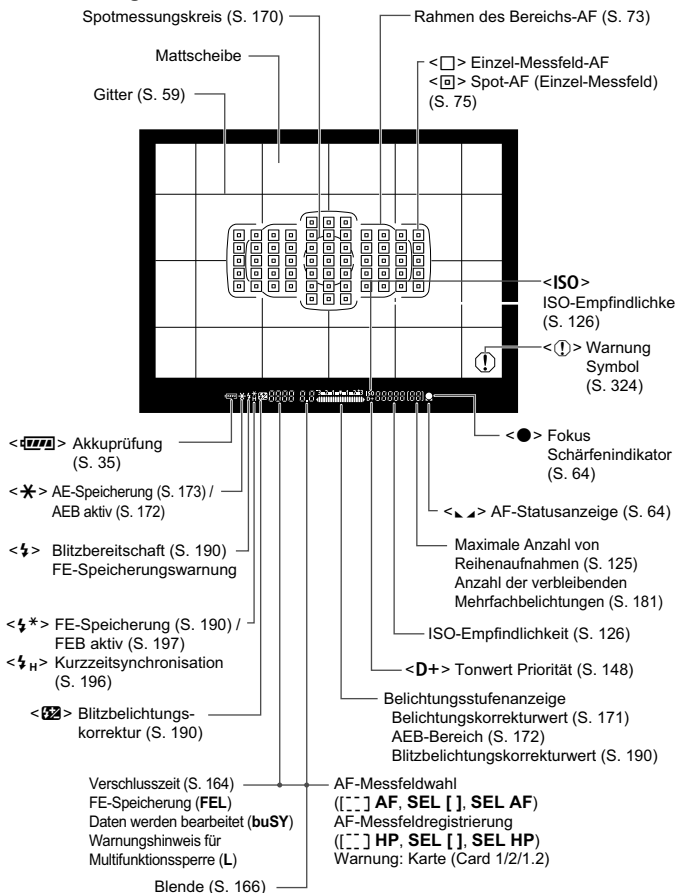 Spotmessungskreis (S. 170)
Rahmen des Bereichs-AF (S. 73)
Mattscheibe
<□> Einzel-Messfeld-AF
<▣> Spot-AF (Einzel-Messfeld)
(S. 75)
Gitter (S. 59)
<ISO>
ISO-Empfindlichke
(S. 126)
<!> Warnung
Symbol
(S. 324)
<●> Fokus
Schärfenindikator
(S. 64)
Akkuprüfung
(S. 35)
<✱> AE-Speicherung (S. 173) /
AEB aktiv (S. 172)
<◣ ◢> AF-Statusanzeige (S. 64)
<⚡> Blitzbereitschaft (S. 190)
FE-Speicherungswarnung
Maximale Anzahl von
Reihenaufnahmen (S. 125)
Anzahl der verbleibenden
Mehrfachbelichtungen (S. 181)
<⚡*> FE-Speicherung (S. 190) /
FEB aktiv (S. 197)
<⚡H> Kurzzeitsynchronisation
(S. 196)
ISO-Empfindlichkeit (S. 126)
<D+> Tonwert Priorität (S. 148)
Blitzbelichtungs-
korrektur (S. 190)
Belichtungsstufenanzeige
Belichtungskorrekturwert (S. 171)
AEB-Bereich (S. 172)
Blitzbelichtungskorrekturwert (S. 190)
Verschlusszeit (S. 164)
FE-Speicherung (FEL)
Daten werden bearbeitet (buSY)
Warnungshinweis für
Multifunktionssperre (L)
AF-Messfeldwahl
([ ] AF, SEL [ ], SEL AF)
AF-Messfeldregistrierung
([ ] HP, SEL [ ], SEL HP)
Warnung: Karte (Card 1/2/1.2)
Blende (S. 166)